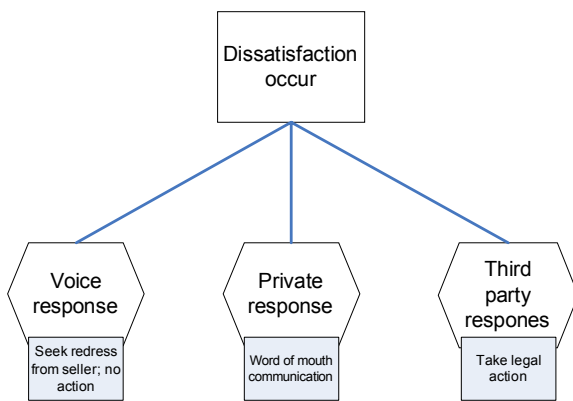 Dissatisfaction
occur
Voice
response
Seek redress
from seller; no
action
Private
response
Word of mouth
communication
Third
party
respones
Take legal
action